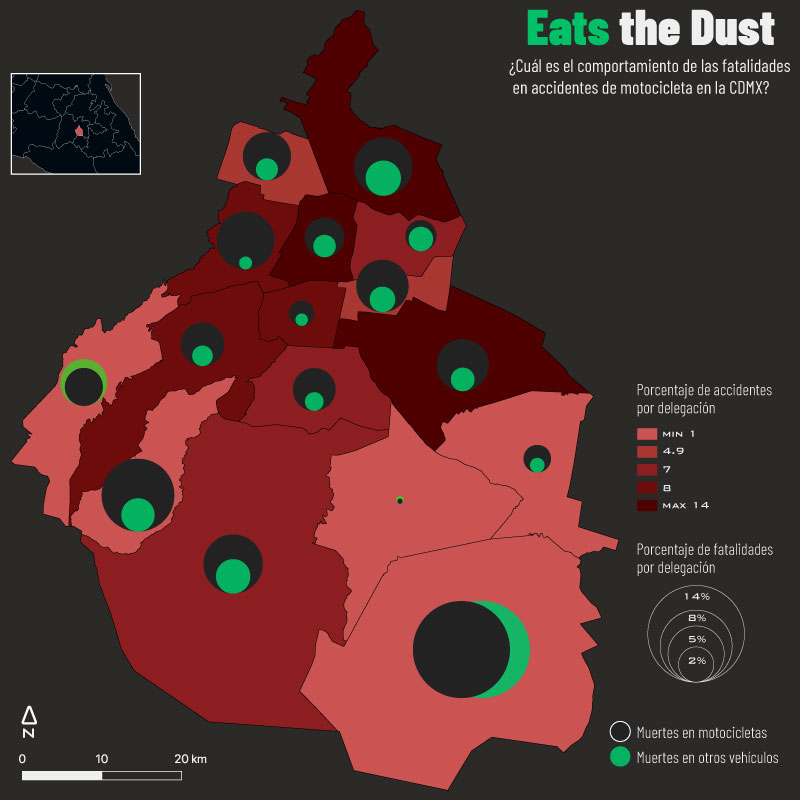 Eats the Dust
¿Cuál es el comportamiento de las fatalidades
en accidentes de motocicleta en la CDMX?
Porcentaje de accidentes
por delegación
MIN 1
4.9
7
8
MAX 14
Porcentaje de fatalidades
por delegación
14%
8%
5%
2%
Muertes en motocicletas
Muertes en otros vehículos
N
0 10 20 km